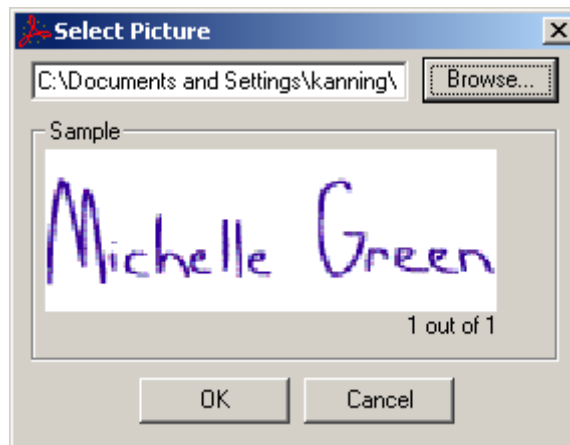 Select Picture
C:\Documents and Settings\kanning\
Browse...
Sample
Michelle Green
1 out of 1
OK
Cancel